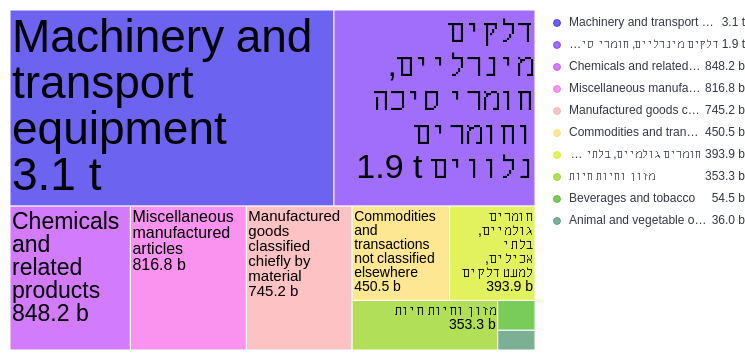 Machinery and
transport
equipment
3.1 t
דלקים
מינרליים,
חומרי סיכה
וחומרים
נלווים 1.9 t
Chemicals
and
related
products
848.2 b
Miscellaneous
manufactured
articles
816.8 b
Manufactured
goods
classified
chiefly by
material
745.2 b
Commodities
and
transactions
not classified
elsewhere
450.5 b
חומרים
גולמיים,
בלתי
אכילים,
למעט דלקים
393.9 b
מזון וחיות חיות
353.3 b
Machinery and transport ... 3.1 t
דלקים מינרליים, חומרי סי... 1.9 t
Chemicals and related... 848.2 b
Miscellaneous manufa... 816.8 b
Manufactured goods c... 745.2 b
Commodities and tran... 450.5 b
חומרים גולמיים, בלתי ... 393.9 b
מזון וחיות חיות 353.3 b
Beverages and tobacco 54.5 b
Animal and vegetable o... 36.0 b